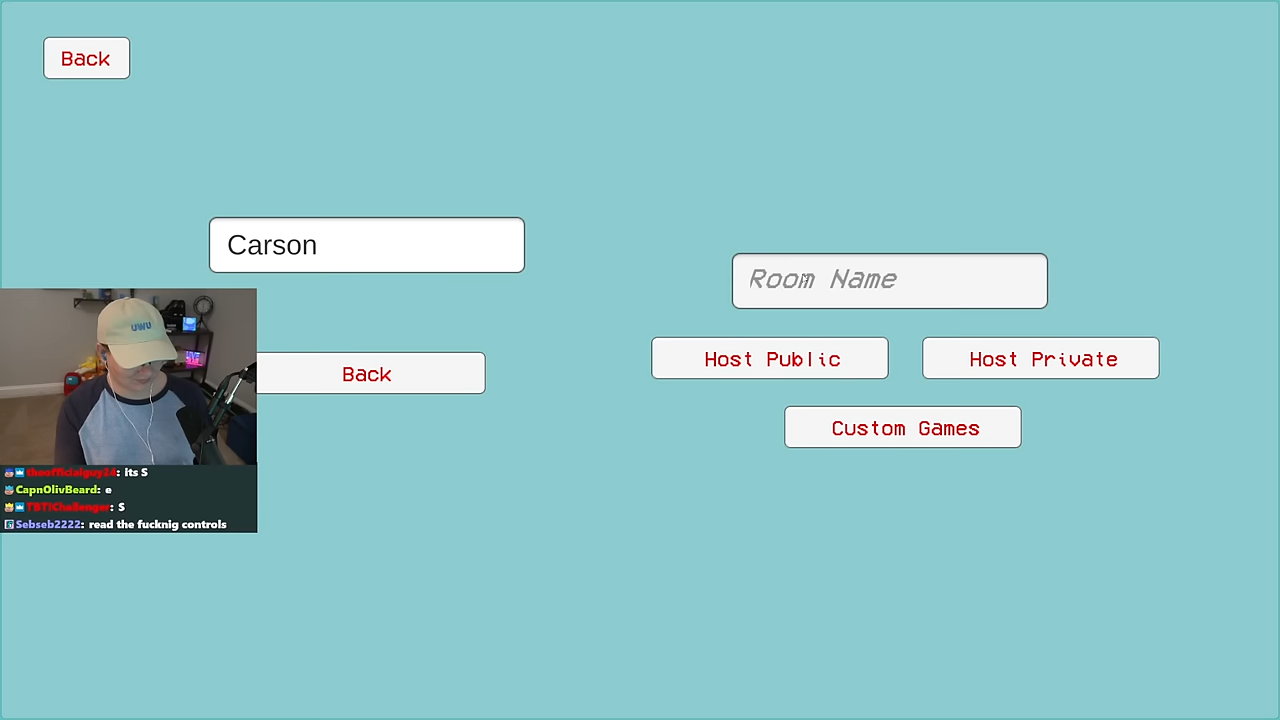 Back
Carson
Room Name
UWU
Host Public
Host Private
Back
Custom Games
theofficialguy24: Its S
CapnOlivBeard: e
TBTIChallenger: S
Sebseb2222: read the fucknig controls